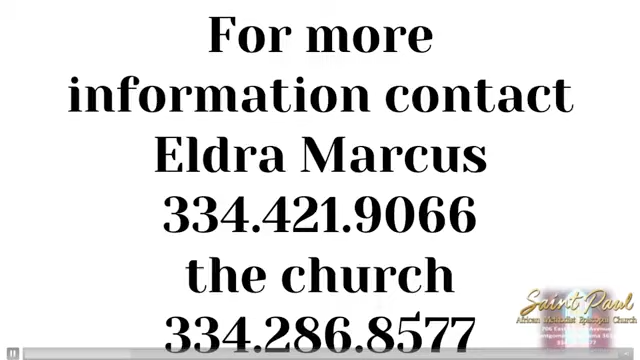 For more
information contact
Eldra Marcus
334.421.9066
the church
334.286.8577
Saint Paul
African Methodist Episcopal Church